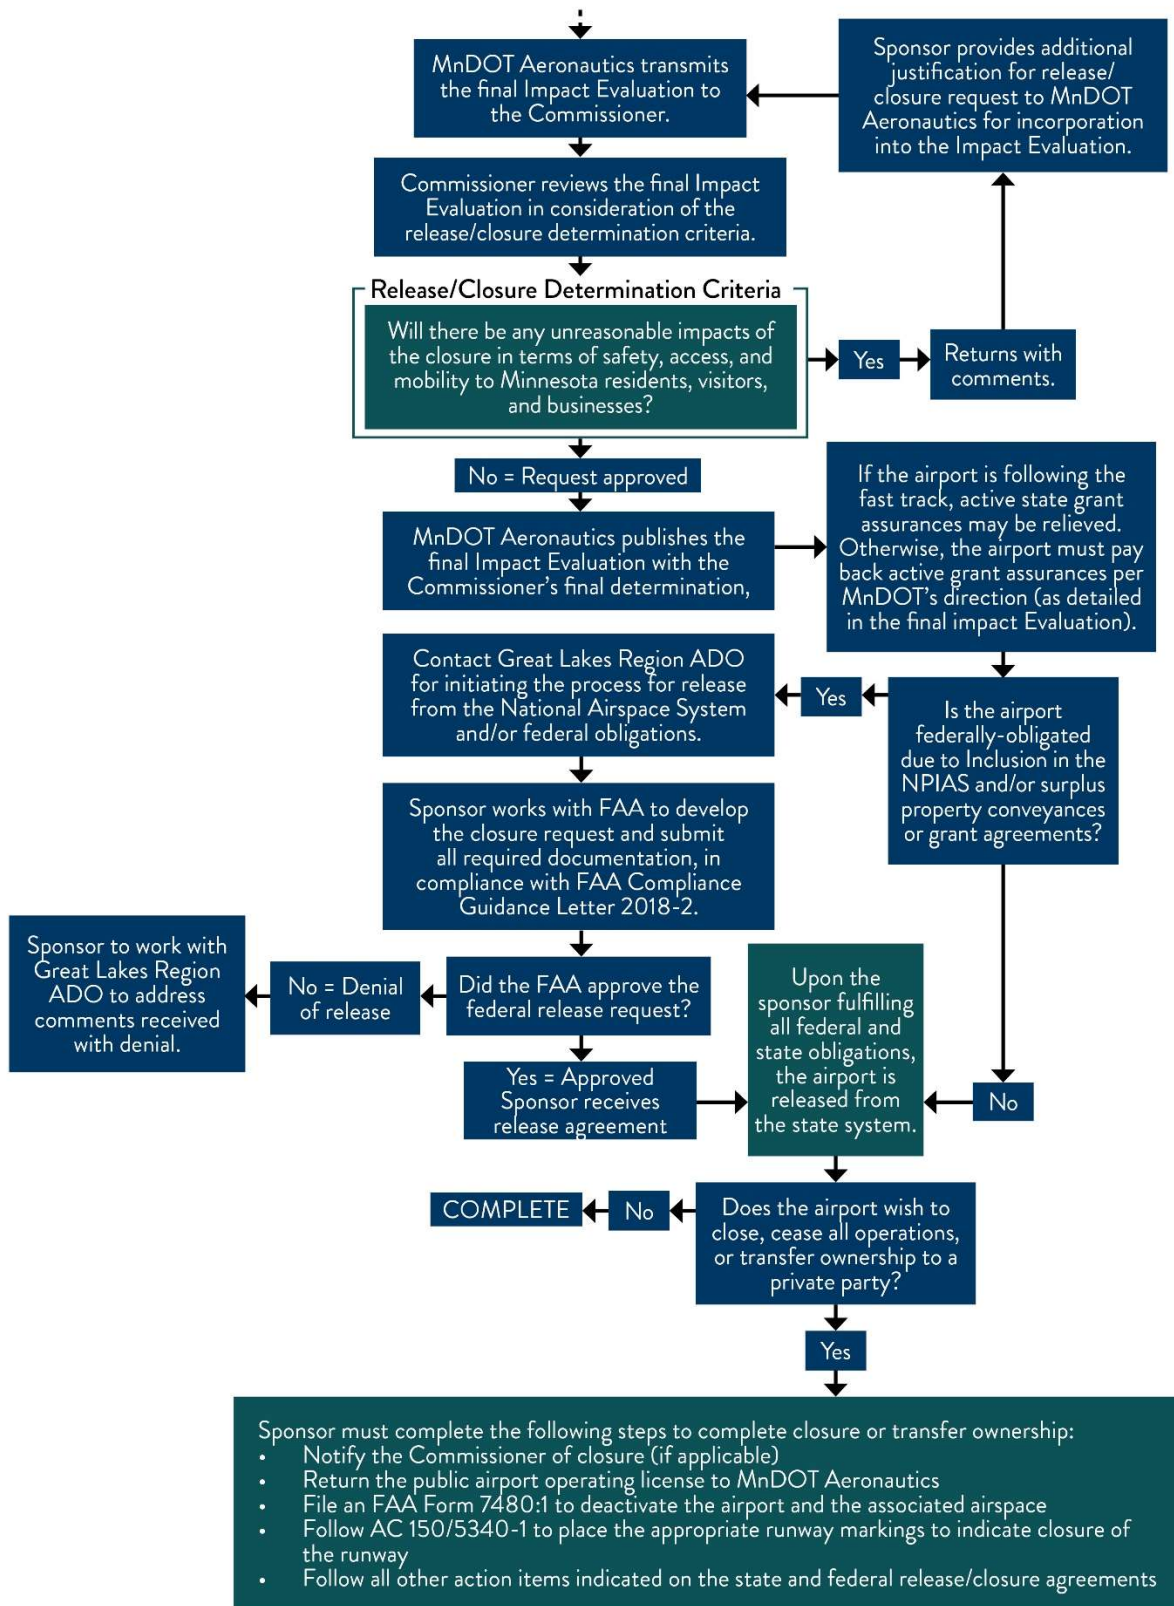 MnDOT Aeronautics transmits
the final Impact Evaluation to
the Commissioner.
Sponsor provides additional
justification for release/
closure request to MnDOT
Aeronautics for incorporation
into the Impact Evaluation.
Commissioner reviews the final Impact
Evaluation in consideration of the
release/closure determination criteria.
Release/Closure Determination Criteria
Will there be any unreasonable impacts of
the closure in terms of safety, access, and
mobility to Minnesota residents, visitors,
and businesses?
Yes
Returns with
comments.
No = Request approved
MnDOT Aeronautics publishes the
final Impact Evaluation with the
Commissioner's final determination,
If the airport is following the
fast track, active state grant
assurances may be relieved.
Otherwise, the airport must pay
back active grant assurances per
MnDOT's direction (as detailed
in the final impact Evaluation).
Contact Great Lakes Region ADO
for initiating the process for release
from the National Airspace System
and/or federal obligations.
Yes
Is the airport
federally-obligated
due to Inclusion in the
NPIAS and/or surplus
property conveyances
or grant agreements?
Sponsor works with FAA to develop
the closure request and submit
all required documentation, in
compliance with FAA Compliance
Guidance Letter 2018-2.
Sponsor to work with
Great Lakes Region
ADO to address
comments received
with denial.
No = Denial
of release
Did the FAA approve the
federal release request?
Yes = Approved
Sponsor receives
release agreement
Upon the
sponsor fulfilling
all federal and
state obligations,
the airport is
released from
the state system.
No
COMPLETE
No
Does the airport wish to
close, cease all operations,
or transfer ownership to a
private party?
Yes
Sponsor must complete the following steps to complete closure or transfer ownership:
• Notify the Commissioner of closure (if applicable)
• Return the public airport operating license to MnDOT Aeronautics
• File an FAA Form 7480:1 to deactivate the airport and the associated airspace
• Follow AC 150/5340-1 to place the appropriate runway markings to indicate closure of
the runway
• Follow all other action items indicated on the state and federal release/closure agreements